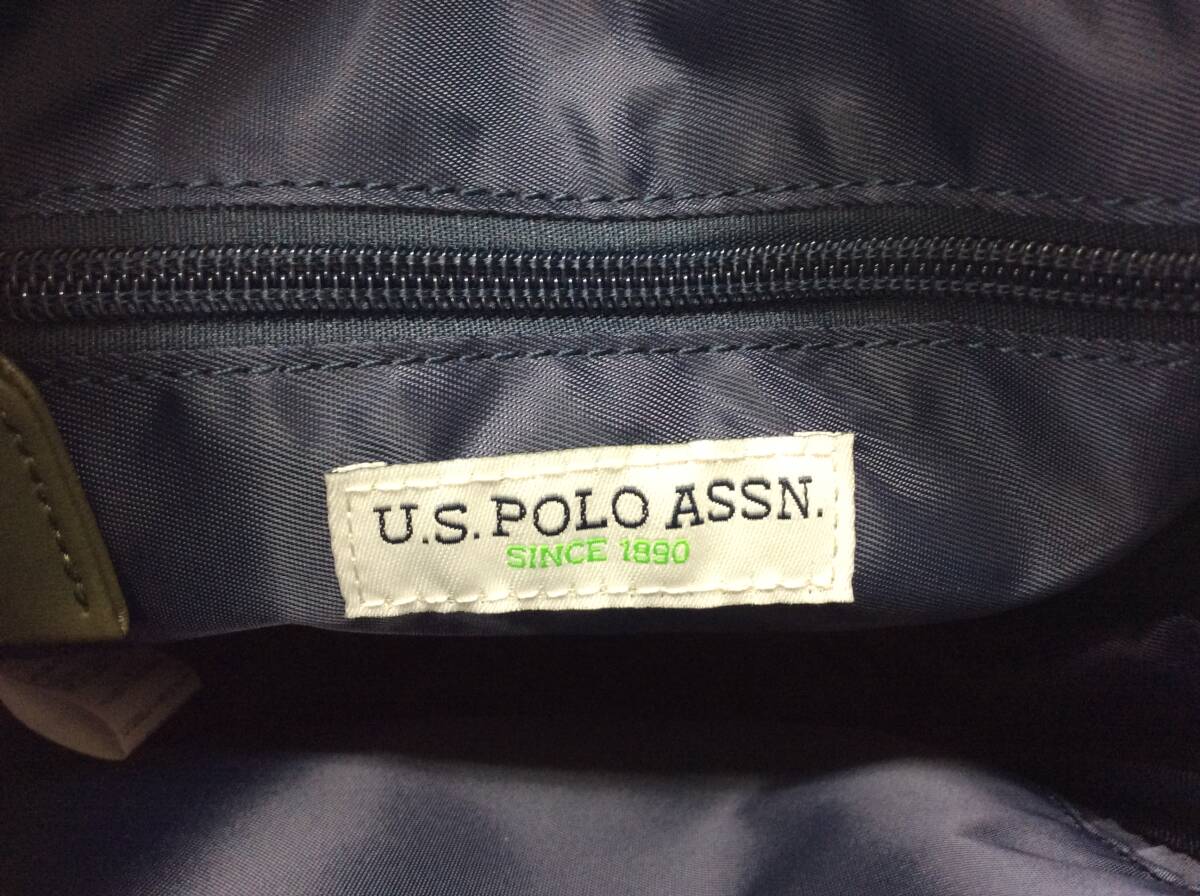 U.S. POLO ASSN.
SINCE 1890